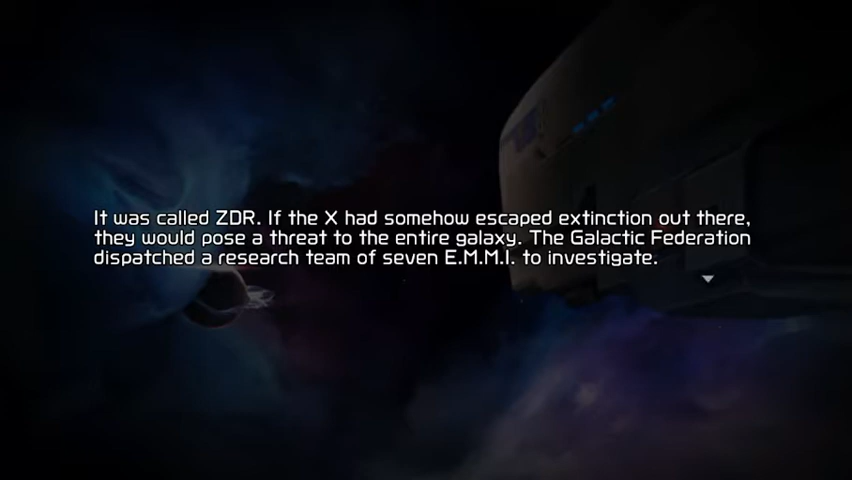 It was called ZDR. If the X had somehow escaped extinction out there,
they would pose a threat to the entire galaxy. The Galactic Federation
dispatched a research team of seven E.M.M.I. to investigate.